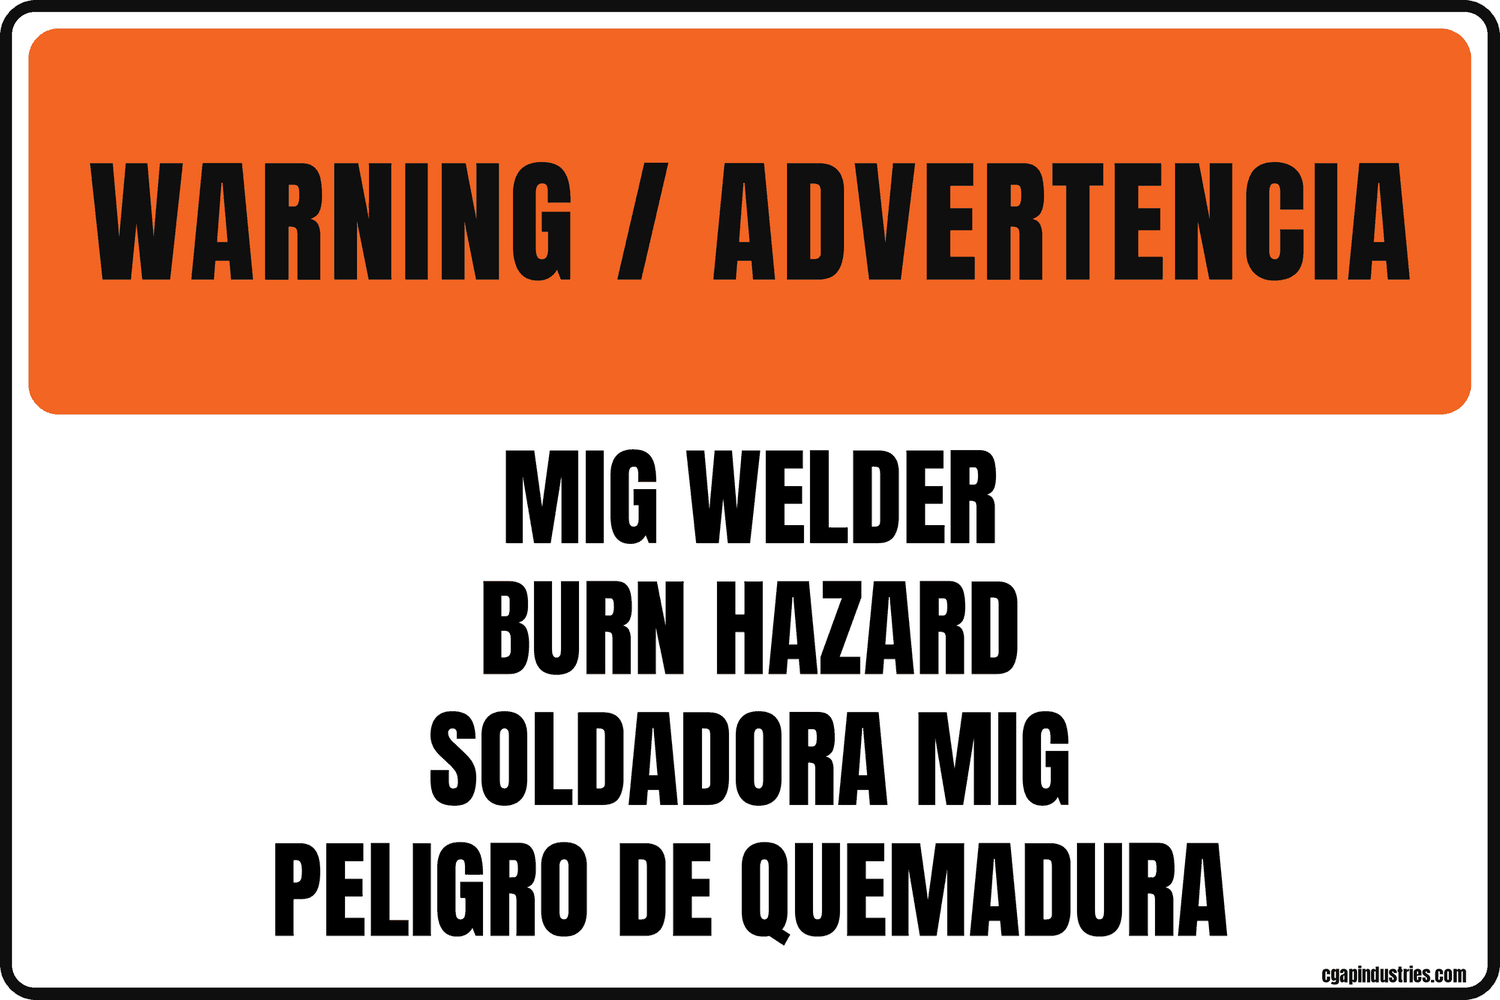 WARNING / ADVERTENCIA
MIG WELDER
BURN HAZARD
SOLDADORA MIG
PELIGRO DE QUEMADURA
cgapindustries.com